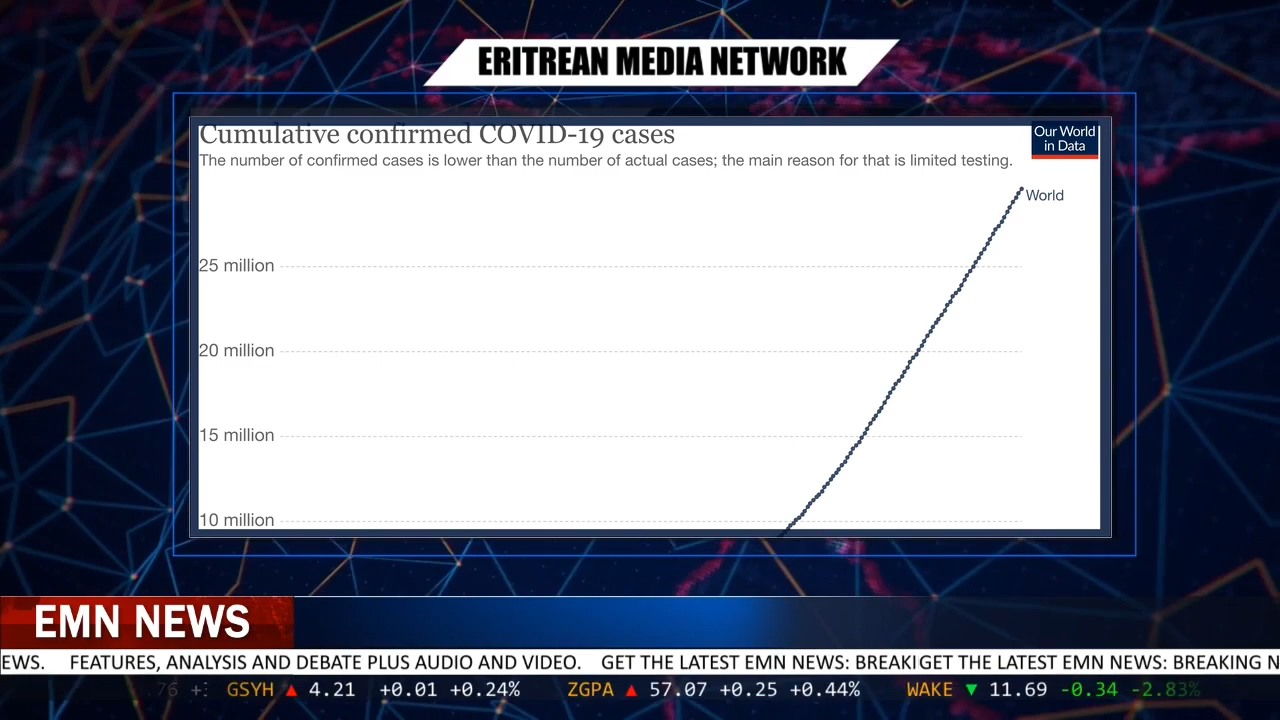 ERITREAN MEDIA NETWORK
Cumulative confirmed COVID-19 cases
The number of confirmed cases is lower than the number of actual cases; the main reason for that is limited testing.
Our World
in Data
World
25 million
20 million
15 million
10 million
EMN NEWS
EWS. FEATURES, ANALYSIS AND DEBATE PLUS AUDIO AND VIDEO. GET THE LATEST EMN NEWS: BREAKIGET THE LATEST EMN NEWS: BREAKING N
GSYH ▲ 4.21 +0.01 +0.24% ZGPA ▲ 57.07 +0.25 +0.44% WAKE ▼ 11.69 -0.34 -2.83%